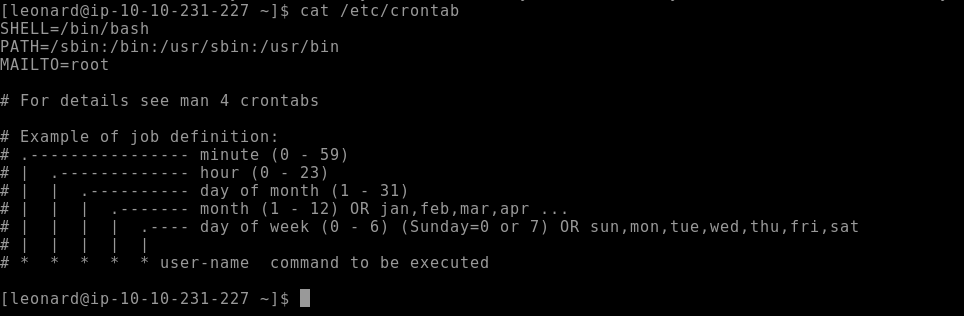 [leonard@ip-10-10-231-227 ~]$ cat /etc/crontab
SHELL=/bin/bash
PATH=/sbin:/bin:/usr/sbin:/usr/bin
MAILTO=root

# For details see man 4 crontabs

# Example of job definition:
# .---------------- minute (0 - 59)
# |  .------------- hour (0 - 23)
# |  |  .---------- day of month (1 - 31)
# |  |  |  .------- month (1 - 12) OR jan,feb,mar,apr ...
# |  |  |  |  .---- day of week (0 - 6) (Sunday=0 or 7) OR sun,mon,tue,wed,thu,fri,sat
# |  |  |  |  |
# *  *  *  *  * user-name  command to be executed

[leonard@ip-10-10-231-227 ~]$